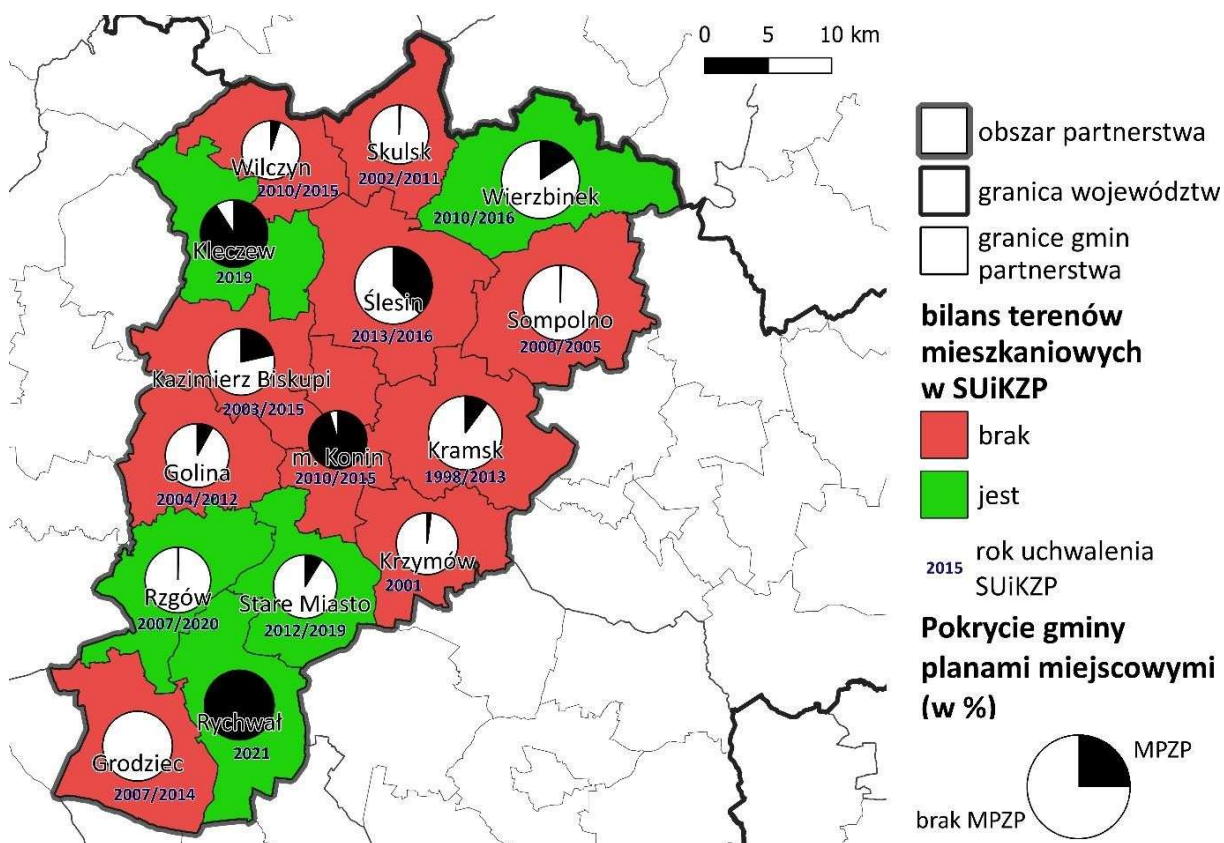 0 5 10 km
Wilczyn
2010/2015
Skulsk
2002/2011
Wierzbinek
2010/2016
Kleczew
2019
Ślesin
2013/2016
Sompolno
2000/2005
Kazimierz Biskupi
2003/2015
Golina
2004/2012
m. Konin
2010/2015
Kramsk
1998/2013
Krzymów
2001
Rzgów
2007/2020
Stare Miasto
2012/2019
Rychwał
2021
Grodziec
2007/2014
obszar partnerstwa
granica województw
granice gmin
partnerstwa
bilans terenów
mieszkaniowych
w SUiKZP
brak
jest
2015 rok uchwalenia
SUiKZP
Pokrycie gminy
planami miejscowymi
(w %)
MPZP
brak MPZP